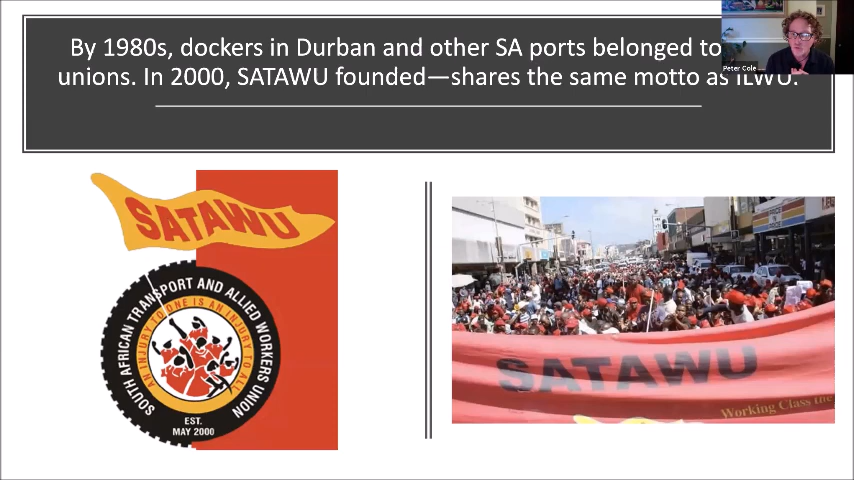 By 1980s, dockers in Durban and other SA ports belonged to
unions. In 2000, SATAWU founded—shares the same motto as ILWU.
Peter Cole
SATAWU
SOUTH AFRICAN TRANSPORT AND ALLIED WORKERS UNION
AN INJURY TO ONE IS AN INJURY TO ALL
EST.
MAY 2000
SATAWU
Working Class the